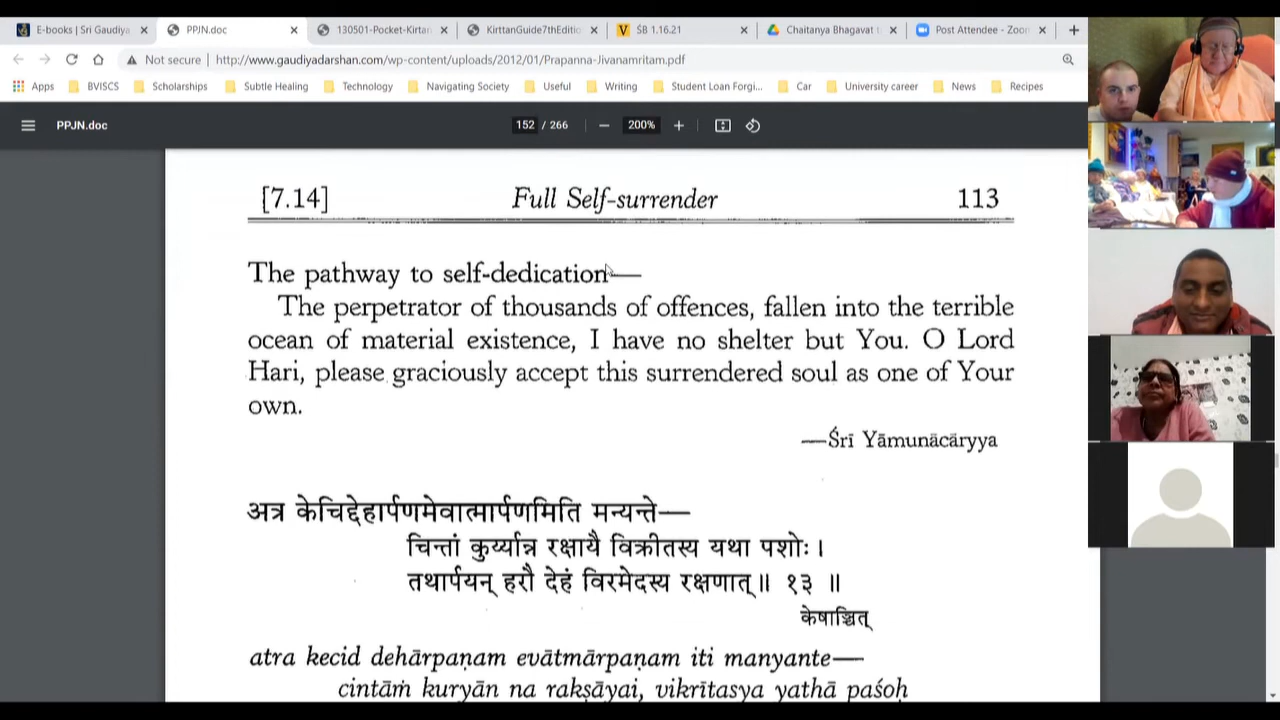 E-books | Sri Gaudiya
PPJN.doc
130501-Pocket-Kirtan
KirttanGuide7thEditio
ŚB 1.16.21
Chaitanya Bhagavat t
Post Attendee - Zoom
Not secure | http://www.gaudiyadarshan.com/wp-content/uploads/2012/01/Prapanna-Jivanamritam.pdf
Apps BVISCS Scholarships Subtle Healing Technology Navigating Society Useful Writing Student Loan Forgi... Car University career News Recipes
PPJN.doc 152 / 266 200%
[7.14] Full Self-surrender 113
The pathway to self-dedication—
The perpetrator of thousands of offences, fallen into the terrible
ocean of material existence, I have no shelter but You. O Lord
Hari, please graciously accept this surrendered soul as one of Your
own.
—Śrī Yāmunācāryya
अत्र केचिद्देहार्पणमेवात्मार्पणमिति मन्यन्ते—
चिन्तां कुर्य्यान्न रक्षायै विक्रीतस्य यथा पशोः ।
तथार्पयन् हरौ देहं विरमेदस्य रक्षणात् ॥ १३ ॥
केषाञ्चित्
atra kecid dehārpaṇam evātmārpaṇam iti manyante—
cintāṁ kuryān na rakṣāyai, vikrītasya yathā paśoḥ